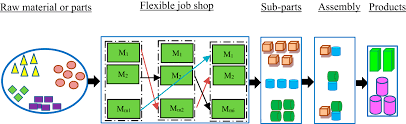 Raw material or parts
Flexible job shop
Sub-parts
Assembly
Products
M1 M1 M1
M2 M2 M2
Mm1 Mm2 Mm